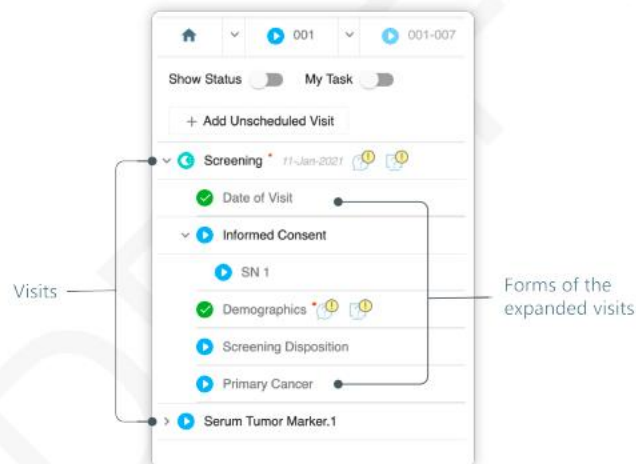 001 001-007
Show Status My Task
+ Add Unscheduled Visit
Screening * 11-Jan-2021
Date of Visit
Informed Consent
SN 1
Demographics *
Screening Disposition
Primary Cancer
Serum Tumor Marker.1
Visits
Forms of the
expanded visits